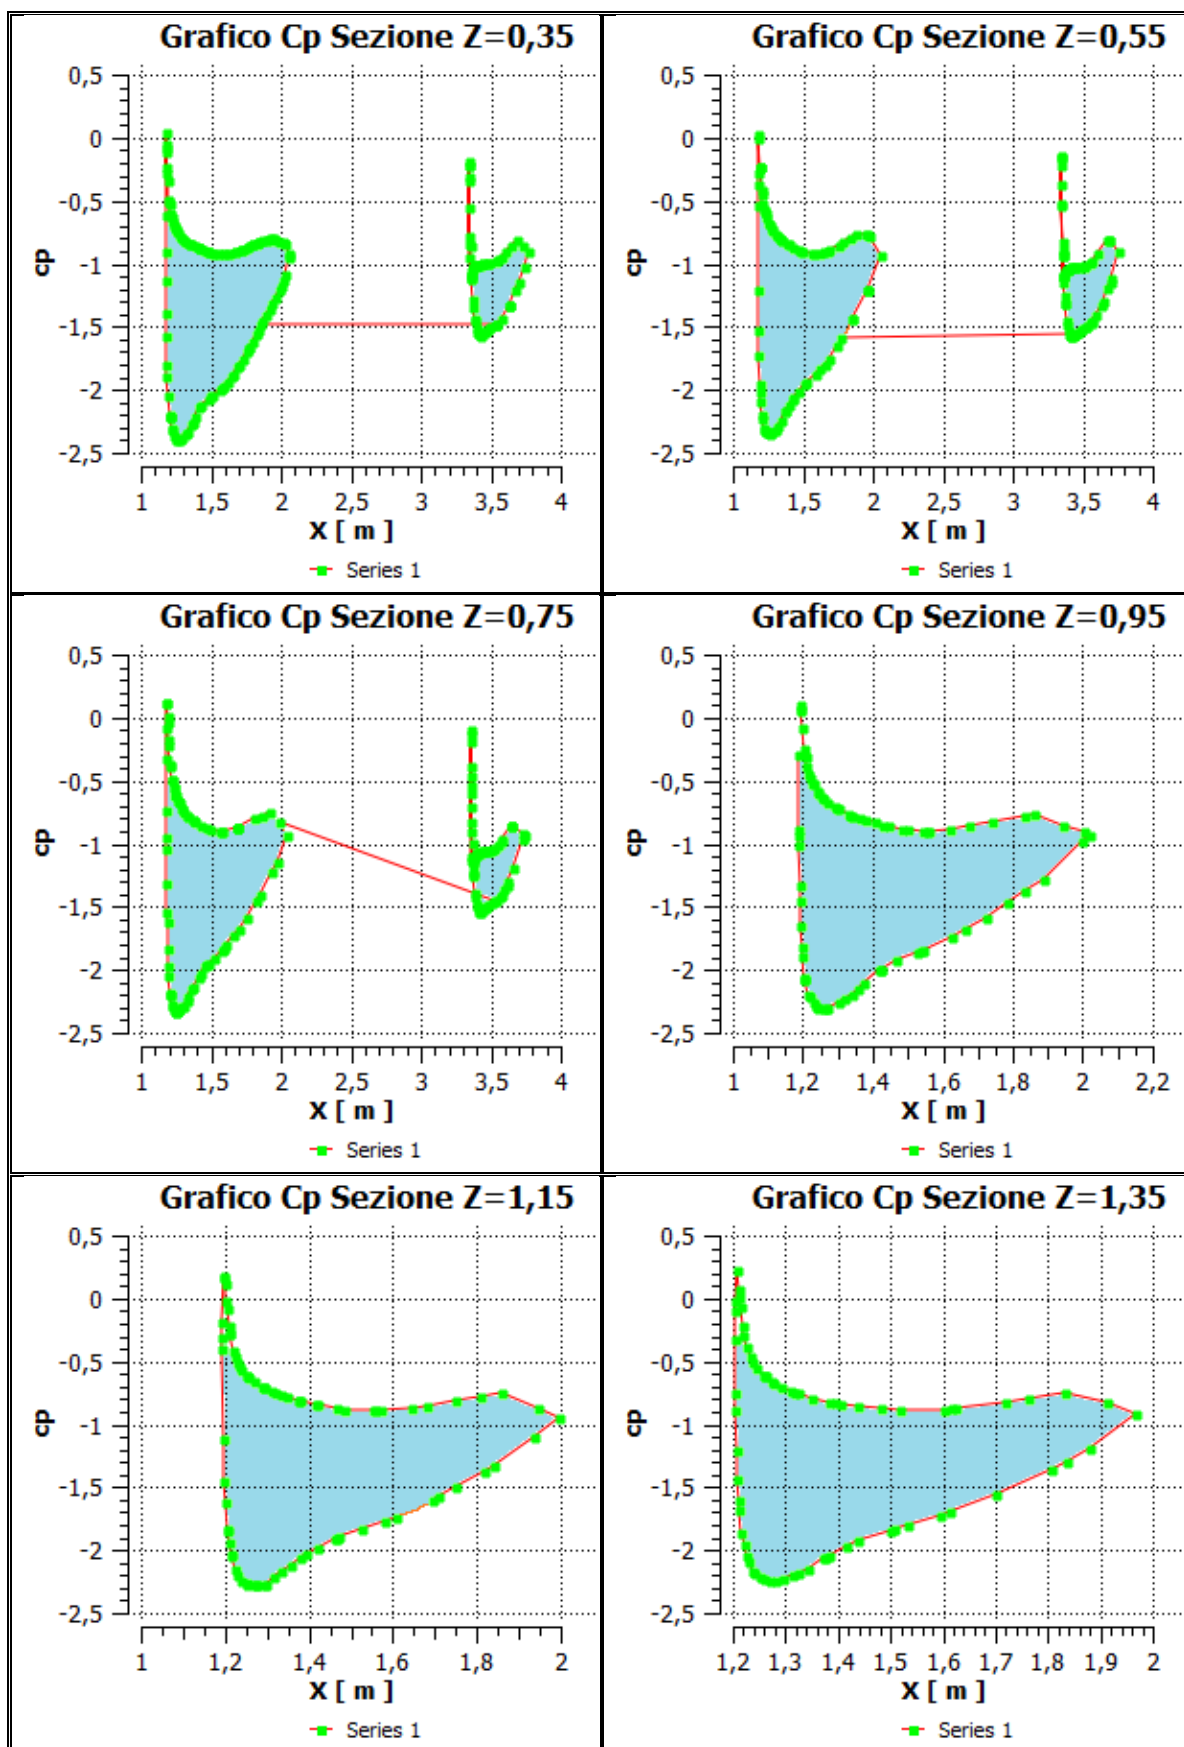 Grafico Cp Sezione Z=0,35
0,5
0
-0,5
-1
-1,5
-2
-2,5
cp
1 1,5 2 2,5 3 3,5 4
X [ m ]
Series 1
Grafico Cp Sezione Z=0,55
0,5
0
-0,5
-1
-1,5
-2
-2,5
cp
1 1,5 2 2,5 3 3,5 4
X [ m ]
Series 1
Grafico Cp Sezione Z=0,75
0,5
0
-0,5
-1
-1,5
-2
-2,5
cp
1 1,5 2 2,5 3 3,5 4
X [ m ]
Series 1
Grafico Cp Sezione Z=0,95
0,5
0
-0,5
-1
-1,5
-2
-2,5
cp
1 1,2 1,4 1,6 1,8 2 2,2
X [ m ]
Series 1
Grafico Cp Sezione Z=1,15
0,5
0
-0,5
-1
-1,5
-2
-2,5
cp
1 1,2 1,4 1,6 1,8 2
X [ m ]
Series 1
Grafico Cp Sezione Z=1,35
0,5
0
-0,5
-1
-1,5
-2
-2,5
cp
1,2 1,3 1,4 1,5 1,6 1,7 1,8 1,9 2
X [ m ]
Series 1